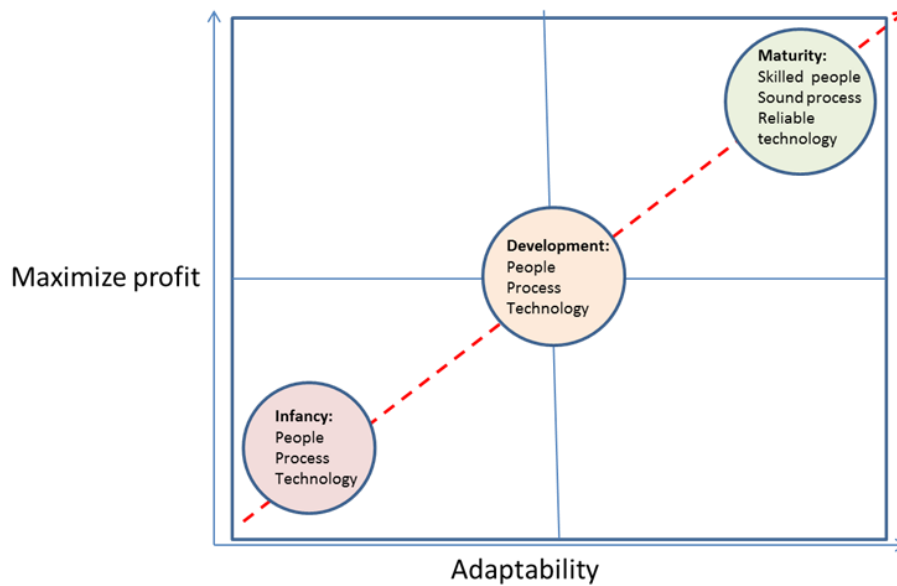 Maturity:
Skilled people
Sound process
Reliable
technology
Development:
People
Process
Technology
Maximize profit
Infancy:
People
Process
Technology
Adaptability